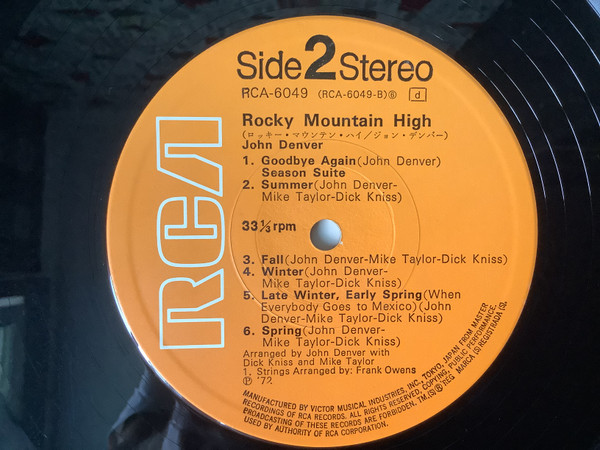 Side 2 Stereo
RCA-6049 (RCA-6049-B)Ⓑ d
Rocky Mountain High
(ロッキー・マウンテン・ハイ/ジョン・デンバー)
John Denver
1. Goodbye Again(John Denver)
Season Suite
2. Summer(John Denver-
Mike Taylor-Dick Kniss)
33⅓ rpm
3. Fall(John Denver-Mike Taylor-Dick Kniss)
4. Winter(John Denver-
Mike Taylor-Dick Kniss)
5. Late Winter, Early Spring(When
Everybody Goes to Mexico)(John
Denver-Mike Taylor-Dick Kniss)
6. Spring(John Denver-
Mike Taylor-Dick Kniss)
Arranged by John Denver with
Dick Kniss and Mike Taylor
1. Strings Arranged by: Frank Owens
Ⓟ '72
RCA
MANUFACTURED BY VICTOR MUSICAL INDUSTRIES, INC. TOKYO, JAPAN FROM MASTER
RECORDINGS OF RCA RECORDS. ALL RIGHTS RESERVED, COPYING, PUBLIC PERFORMANCE,
BROADCASTING OF THESE RECORDS ARE FORBIDDEN. TM.(S)® REG MARCA (S) REGISTRADA (S).
USED BY AUTHORITY OF RCA CORPORATION.